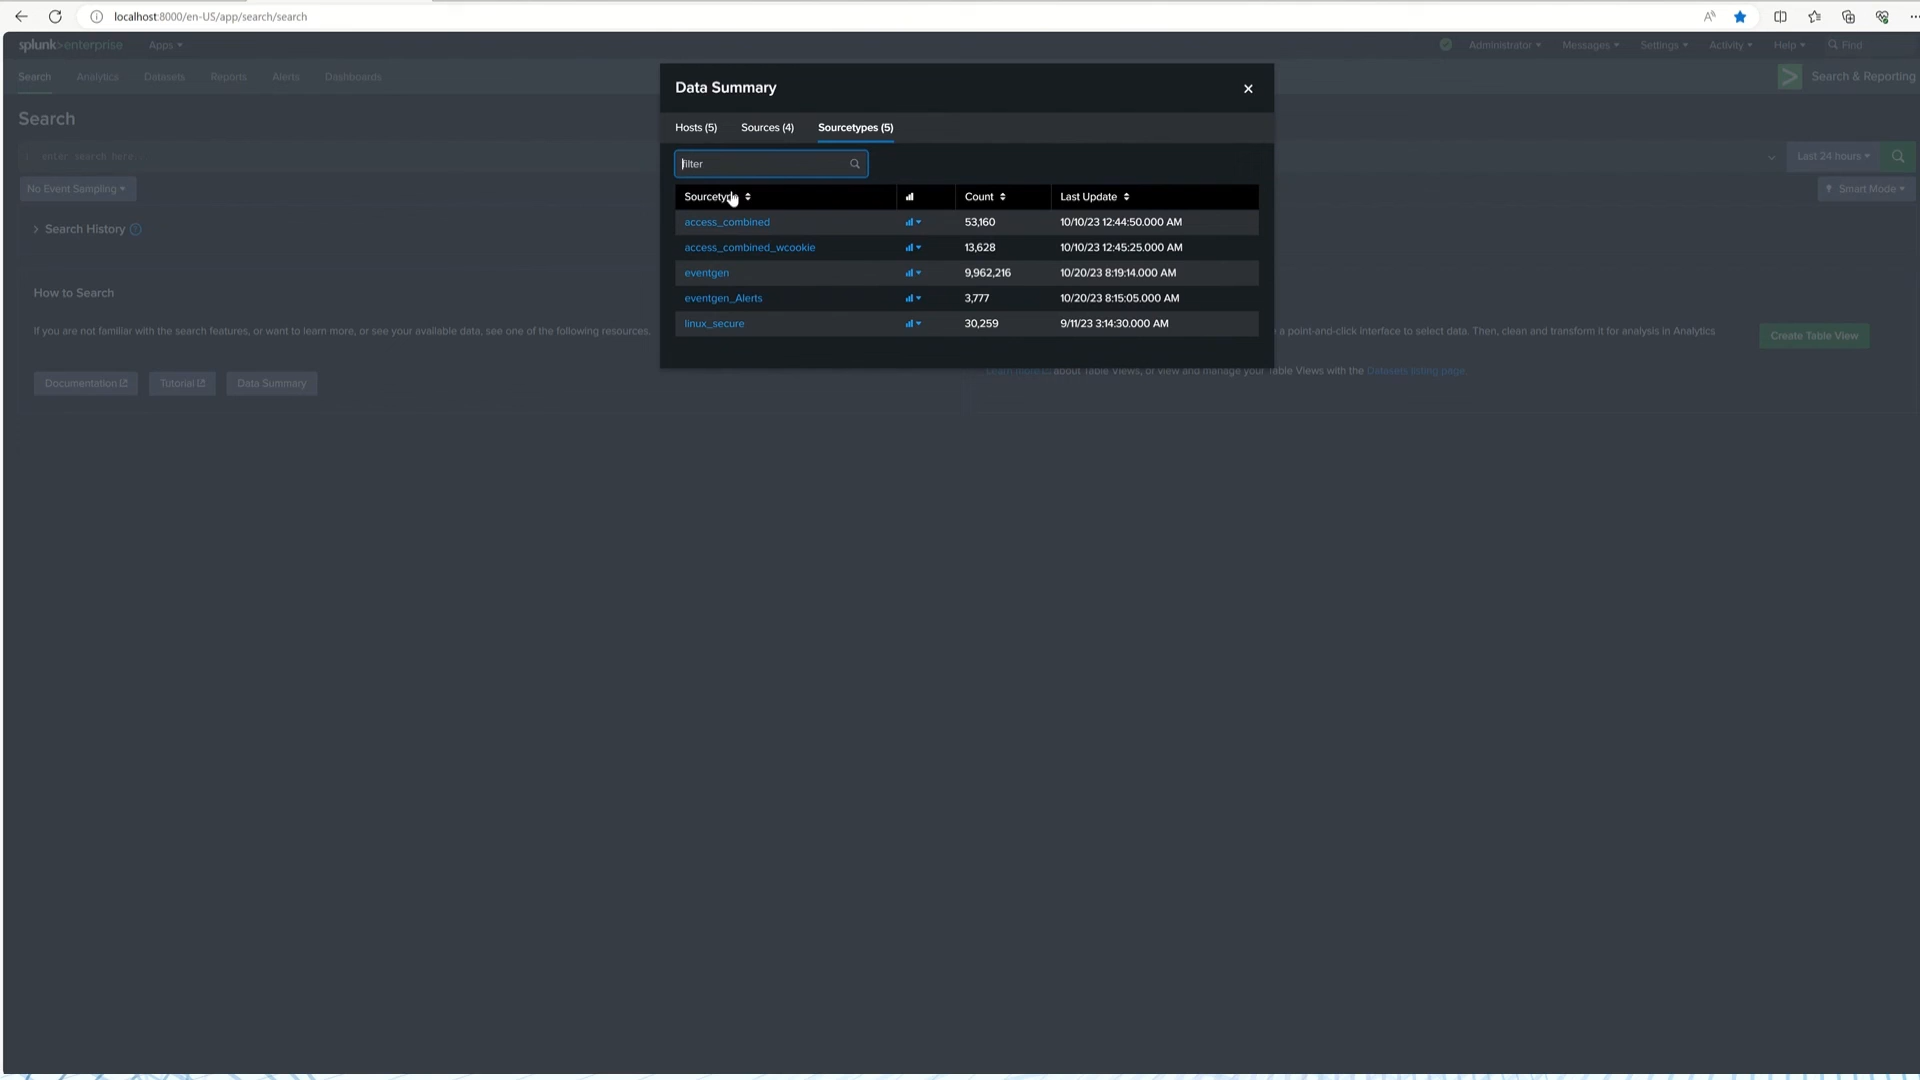 localhost:8000/en-US/app/search/search
splunk>enterprise Apps Administrator Messages Settings Activity Help Find
Search Analytics Datasets Reports Alerts Dashboards Search & Reporting
Search
enter search here... Last 24 hours
No Event Sampling Smart Mode
Search History
How to Search
If you are not familiar with the search features, or want to learn more, or see your available data, see one of the following resources.
Documentation Tutorial Data Summary
Data Summary
Hosts (5) Sources (4) Sourcetypes (5)
filter
Sourcetype Count Last Update
access_combined 53,160 10/10/23 12:44:50.000 AM
access_combined_wcookie 13,628 10/10/23 12:45:25.000 AM
eventgen 9,962,216 10/20/23 8:19:14.000 AM
eventgen_Alerts 3,777 10/20/23 8:15:05.000 AM
linux_secure 30,259 9/11/23 3:14:30.000 AM
a point-and-click interface to select data. Then, clean and transform it for analysis in Analytics
Create Table View
Learn more about Table Views, or view and manage your Table Views with the Datasets listing page.